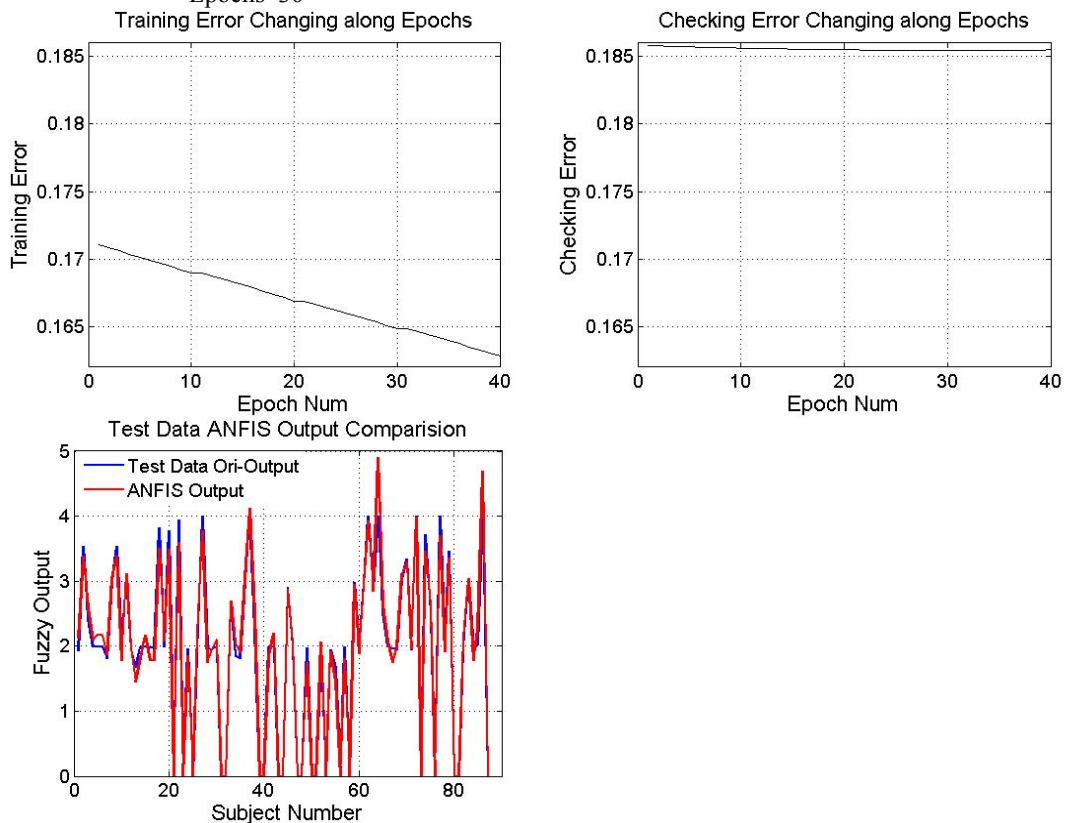 Epochs 30
Training Error Changing along Epochs
0.185
0.18
0.175
0.17
0.165
Training Error
0
10
20
30
40
Epoch Num
Checking Error Changing along Epochs
0.185
0.18
0.175
0.17
0.165
Checking Error
0
10
20
30
40
Epoch Num
Test Data ANFIS Output Comparision
5
4
3
2
1
0
Fuzzy Output
Test Data Ori-Output
ANFIS Output
0
20
40
60
80
Subject Number